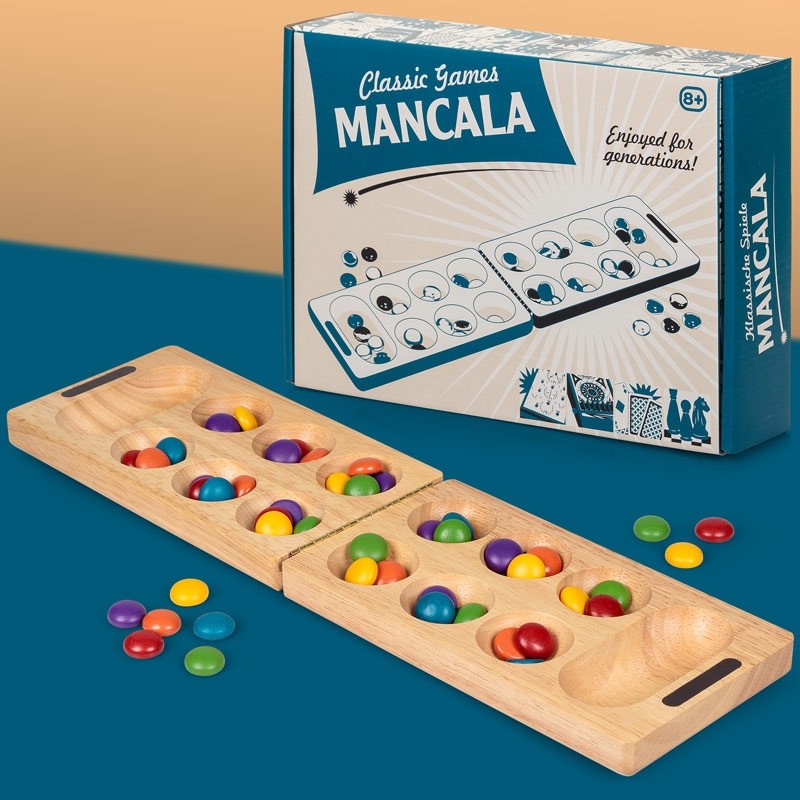 Classic Games
MANCALA
8+
Enjoyed for
generations!
Klassische Spiele
MANCALA